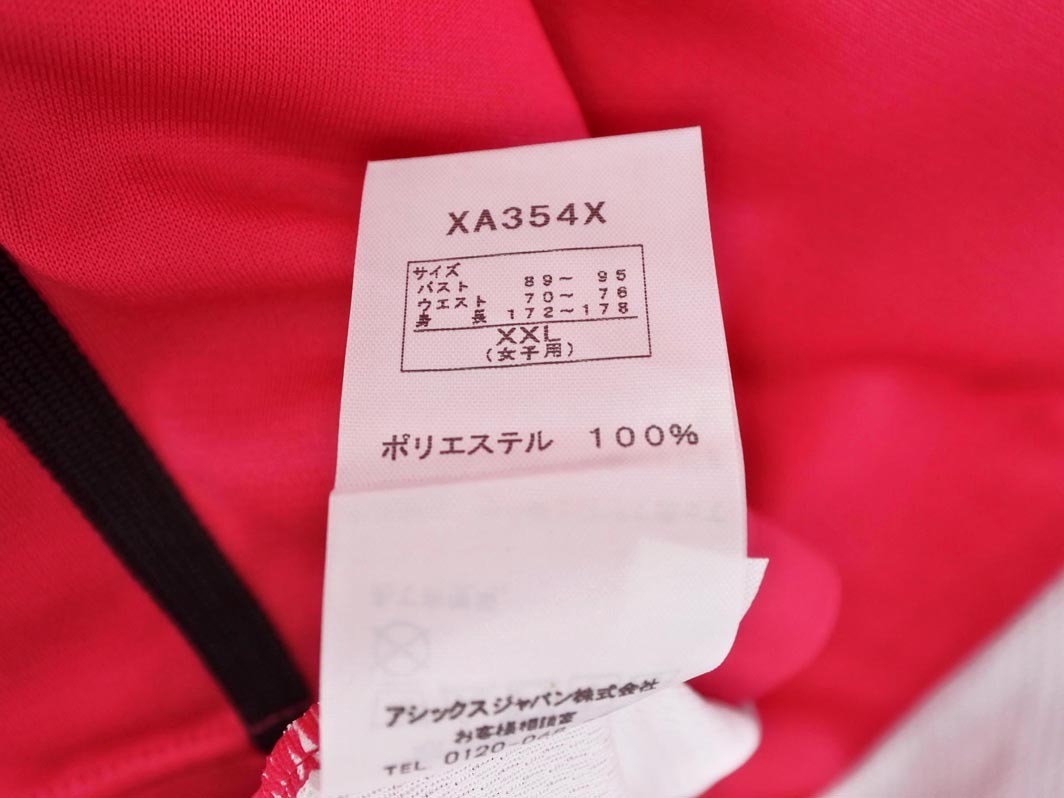 XA354X
サイズ
バスト 89～ 95
ウエスト 70～ 76
身 長 172～178
XXL
(女子用)
ポリエステル 100%
アシックスジャパン株式会社
お客様相談室
TEL 0120-